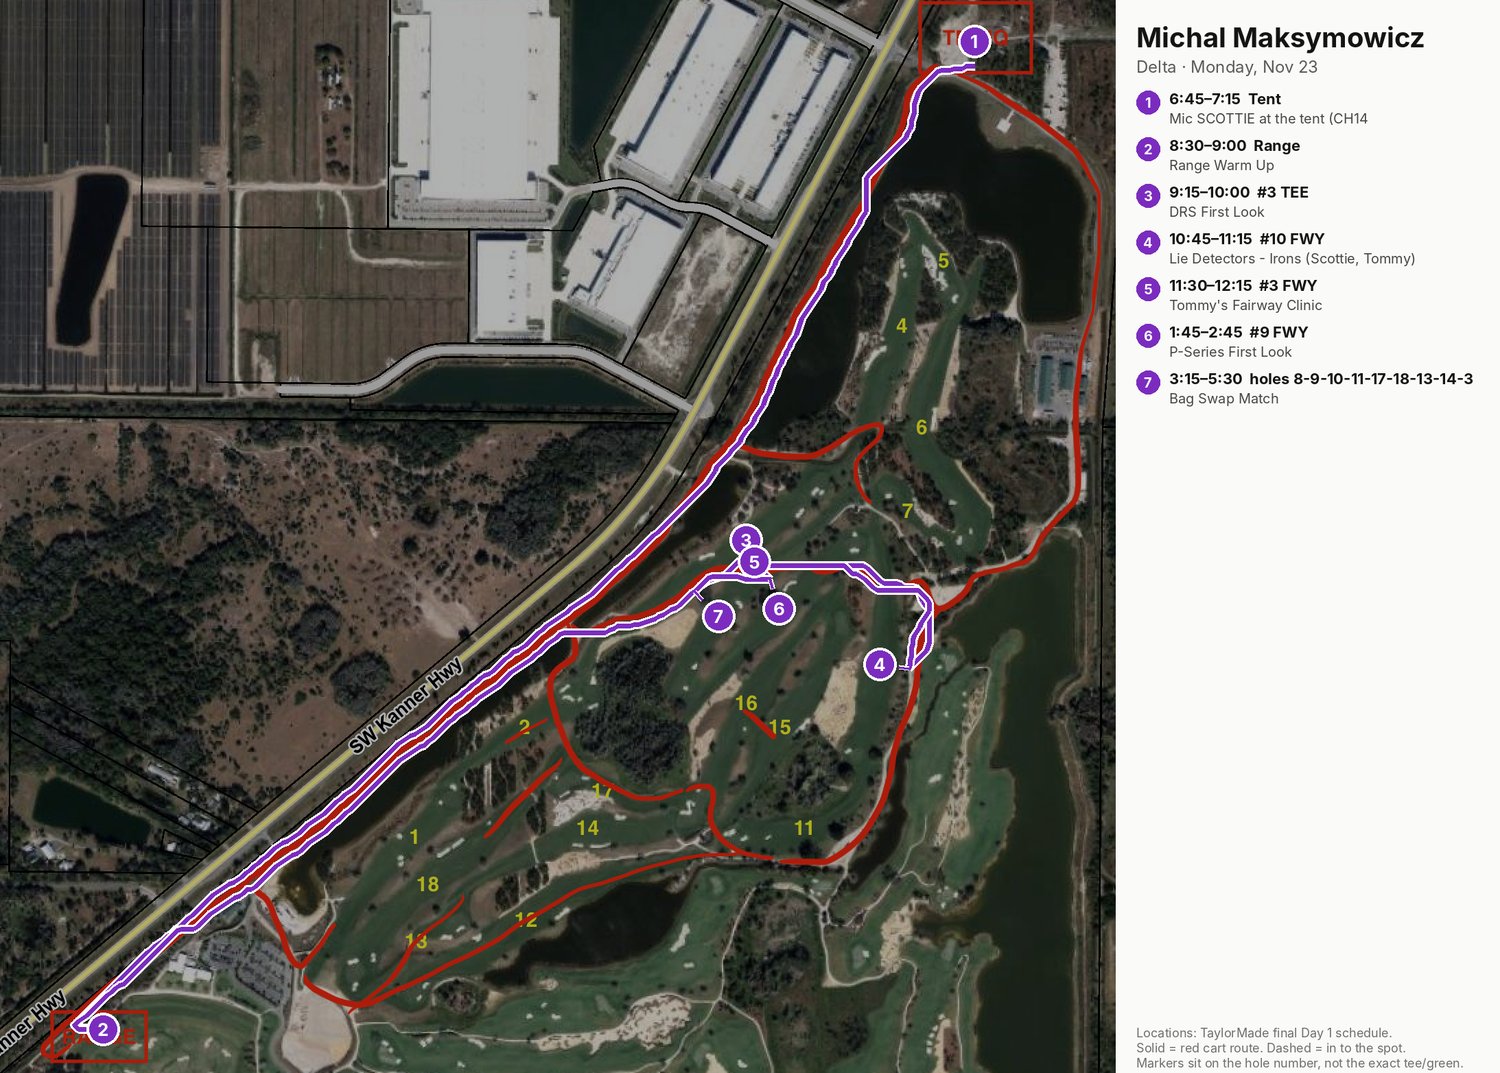 Michal Maksymowicz
Delta · Monday, Nov 23
1 6:45–7:15 Tent
Mic SCOTTIE at the tent (CH14
2 8:30–9:00 Range
Range Warm Up
3 9:15–10:00 #3 TEE
DRS First Look
4 10:45–11:15 #10 FWY
Lie Detectors - Irons (Scottie, Tommy)
5 11:30–12:15 #3 FWY
Tommy's Fairway Clinic
6 1:45–2:45 #9 FWY
P-Series First Look
7 3:15–5:30 holes 8-9-10-11-17-18-13-14-3
Bag Swap Match
1
5
4
6
7
3
5
7
6
4
SW Kanner Hwy
16
2
15
17
1
14
11
18
12
13
nner Hwy
2
Locations: TaylorMade final Day 1 schedule.
Solid = red cart route. Dashed = in to the spot.
Markers sit on the hole number, not the exact tee/green.